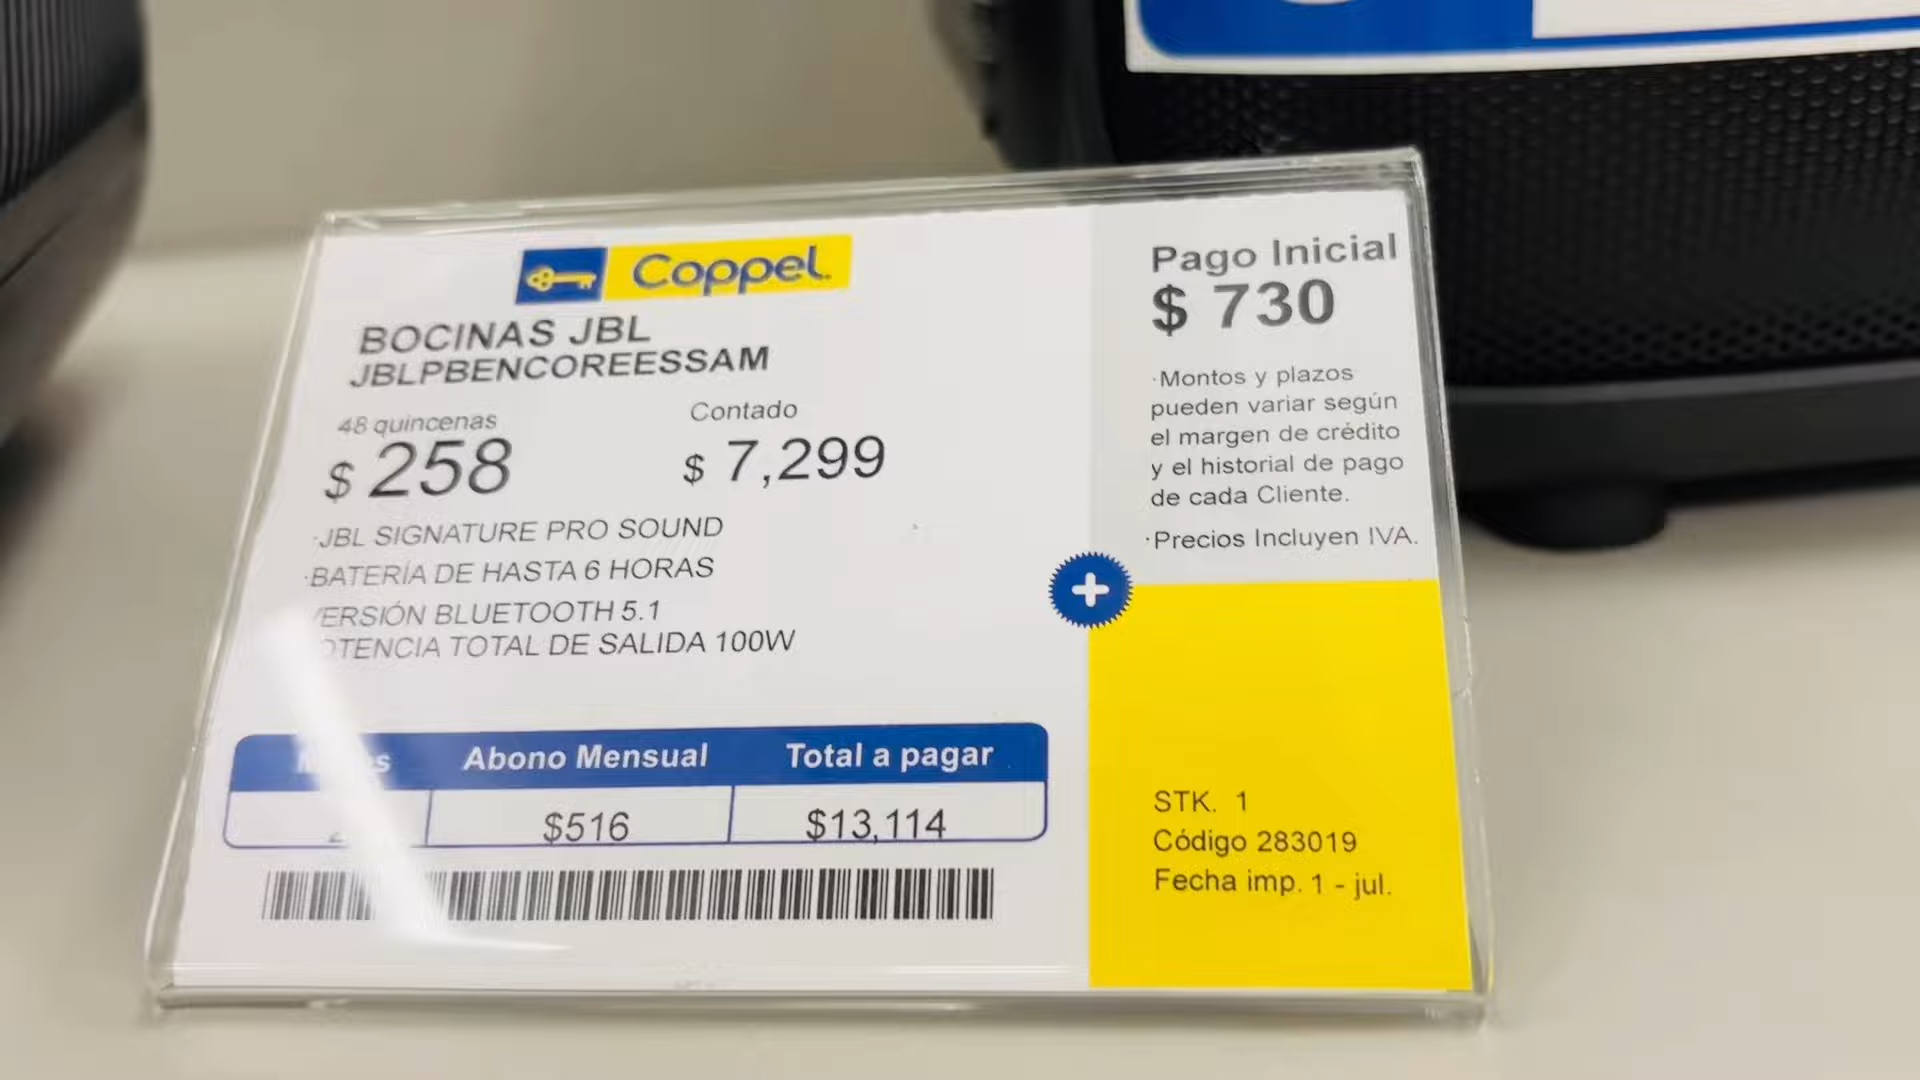 Coppel.
BOCINAS JBL
JBLPBENCOREESSAM
48 quincenas
$ 258
Contado
$ 7,299
·JBL SIGNATURE PRO SOUND
·BATERÍA DE HASTA 6 HORAS
BLUETOOTH 5.1
TOTAL DE SALIDA 100W
Abono Mensual
Total a pagar
$516
$13,114
Pago Inicial
$ 730
·Montos y plazos
pueden variar según
el margen de crédito
y el historial de pago
de cada Cliente.
·Precios Incluyen IVA.
+
STK. 1
Código 283019
Fecha imp. 1 - jul.